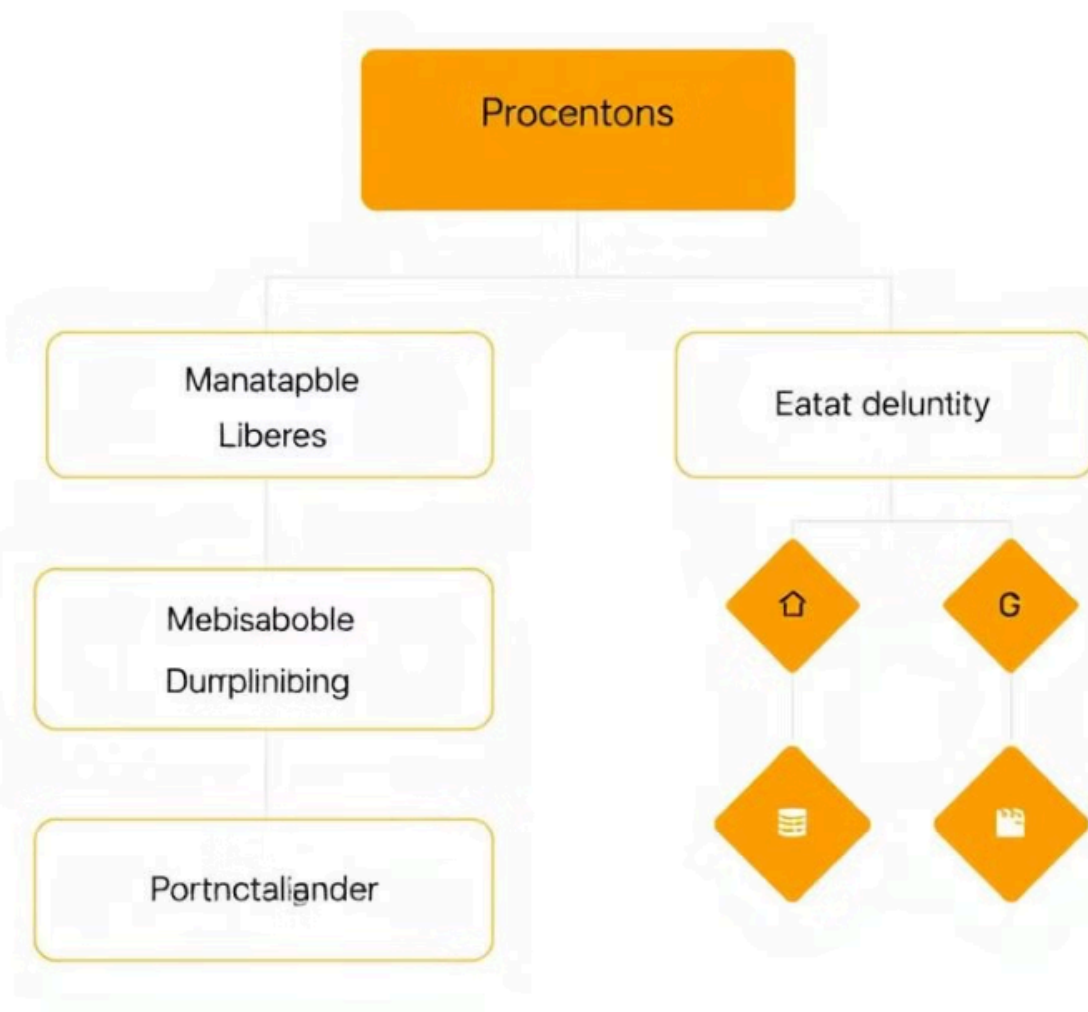 Procentons
Manatapble
Liberes
Eatat deluntity
Mebisaboble
Durrplinibing
G
Portnctaliander